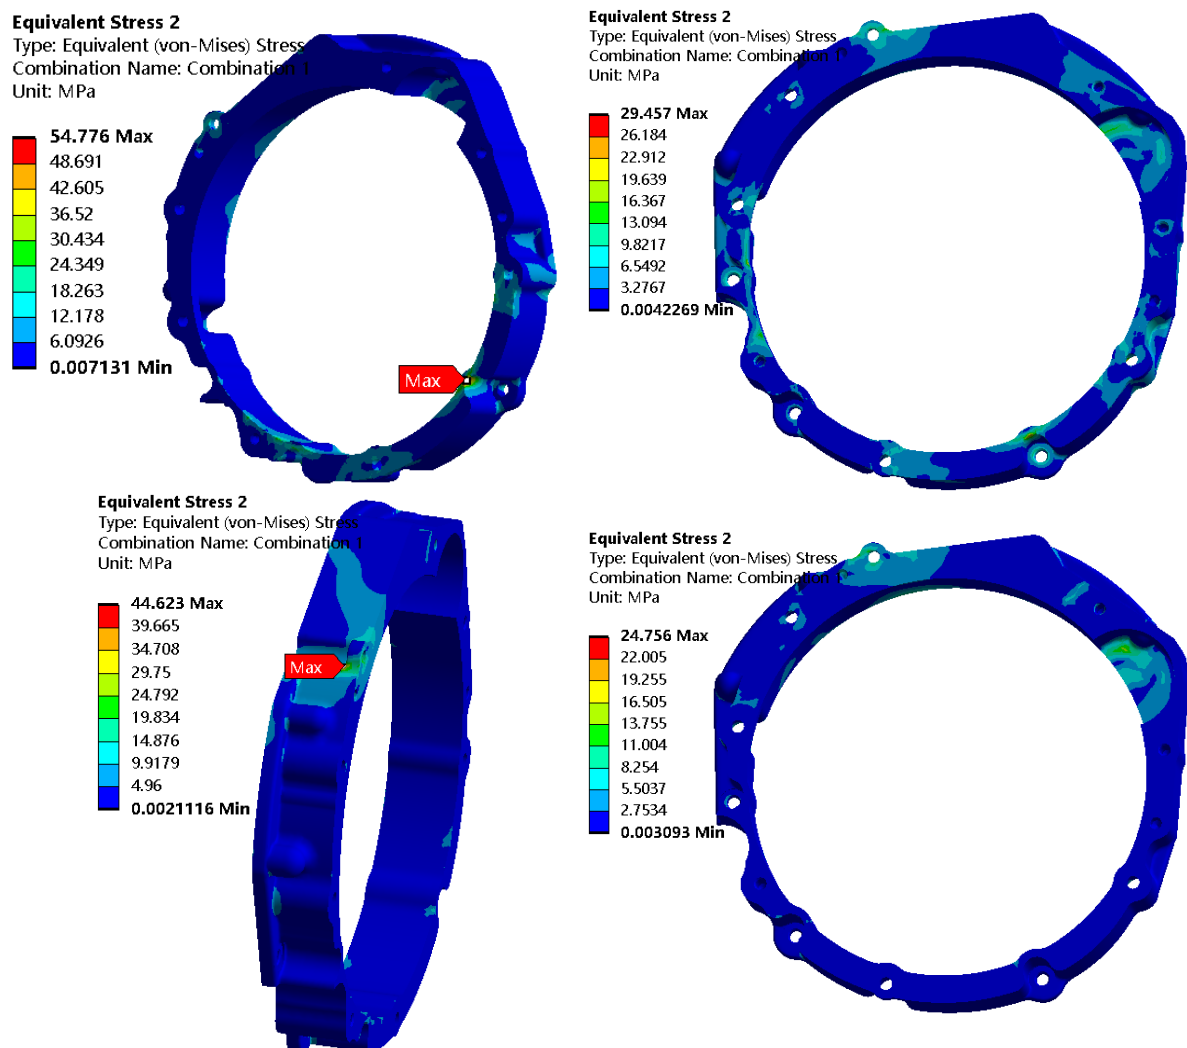 Equivalent Stress 2
Type: Equivalent (von-Mises) Stress
Combination Name: Combination 1
Unit: MPa
54.776 Max
48.691
42.605
36.52
30.434
24.349
18.263
12.178
6.0926
0.007131 Min
Max
Equivalent Stress 2
Type: Equivalent (von-Mises) Stress
Combination Name: Combination
Unit: MPa
29.457 Max
26.184
22.912
19.639
16.367
13.094
9.8217
6.5492
3.2767
0.0042269 Min
Equivalent Stress 2
Type: Equivalent (von-Mises) Stress
Combination Name: Combination 1
Unit: MPa
44.623 Max
39.665
34.708
29.75
24.792
19.834
14.876
9.9179
4.96
0.0021116 Min
Max
Equivalent Stress 2
Type: Equivalent (von-Mises) Stress
Combination Name: Combination 1
Unit: MPa
24.756 Max
22.005
19.255
16.505
13.755
11.004
8.254
5.5037
2.7534
0.003093 Min